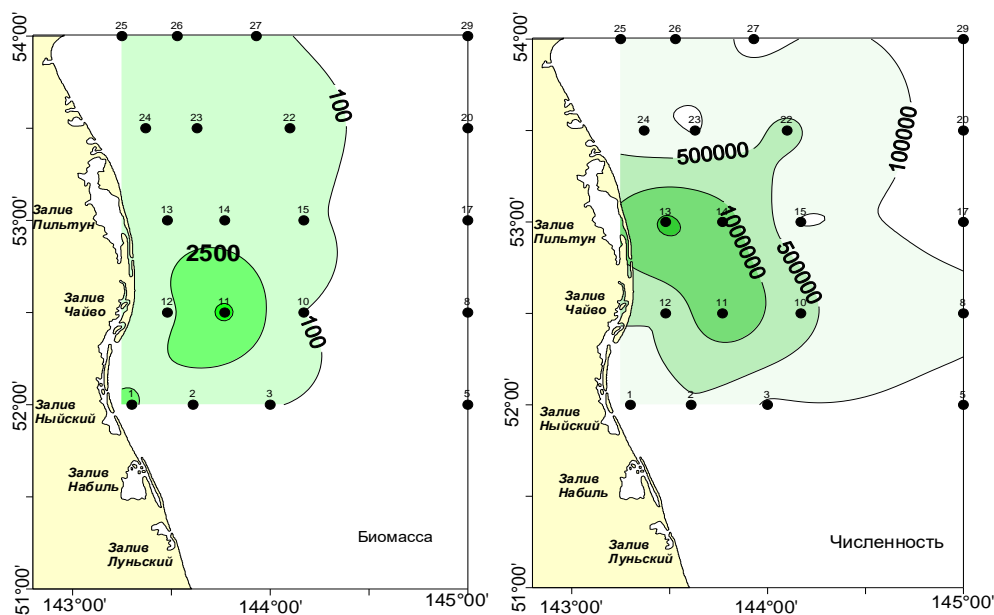 25 26 27 29
54°00'
100
24 23 22 20
53°00'
Залив
Пильтун
13 14 15 17
2500
Залив
Чайво
12 11 10 8
100
52°00'
Залив
Ныйский
1 2 3 5
Залив
Набиль
Биомасса
Залив
Луньский
51°00'
143°00' 144°00' 145°00'
25 26 27 29
54°00'
24 23 22 20
500000
100000
53°00'
Залив
Пильтун
13 14 15 17
1000000
500000
Залив
Чайво
12 11 10 8
52°00'
Залив
Ныйский
1 2 3 5
Залив
Набиль
Численность
Залив
Луньский
51°00'
143°00' 144°00' 145°00'